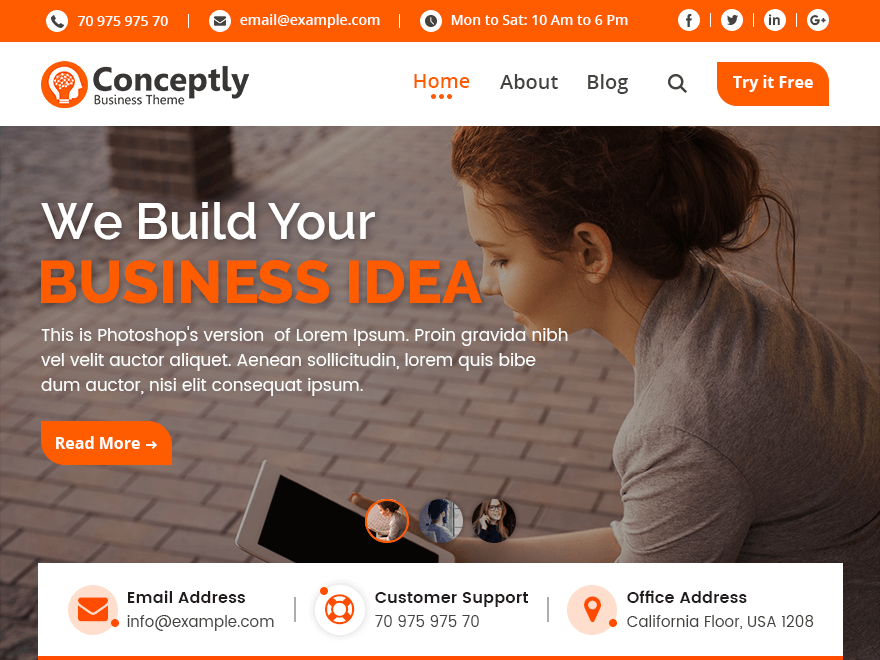 70 975 975 70
email@example.com
Mon to Sat: 10 Am to 6 Pm
f
in
G+
Conceptly
Business Theme
Home
About
Blog
Try it Free
We Build Your
BUSINESS IDEA
This is Photoshop's version  of Lorem Ipsum. Proin gravida nibh
vel velit auctor aliquet. Aenean sollicitudin, lorem quis bibe
dum auctor, nisi elit consequat ipsum.
Read More ➜
Email Address
info@example.com
Customer Support
70 975 975 70
Office Address
California Floor, USA 1208